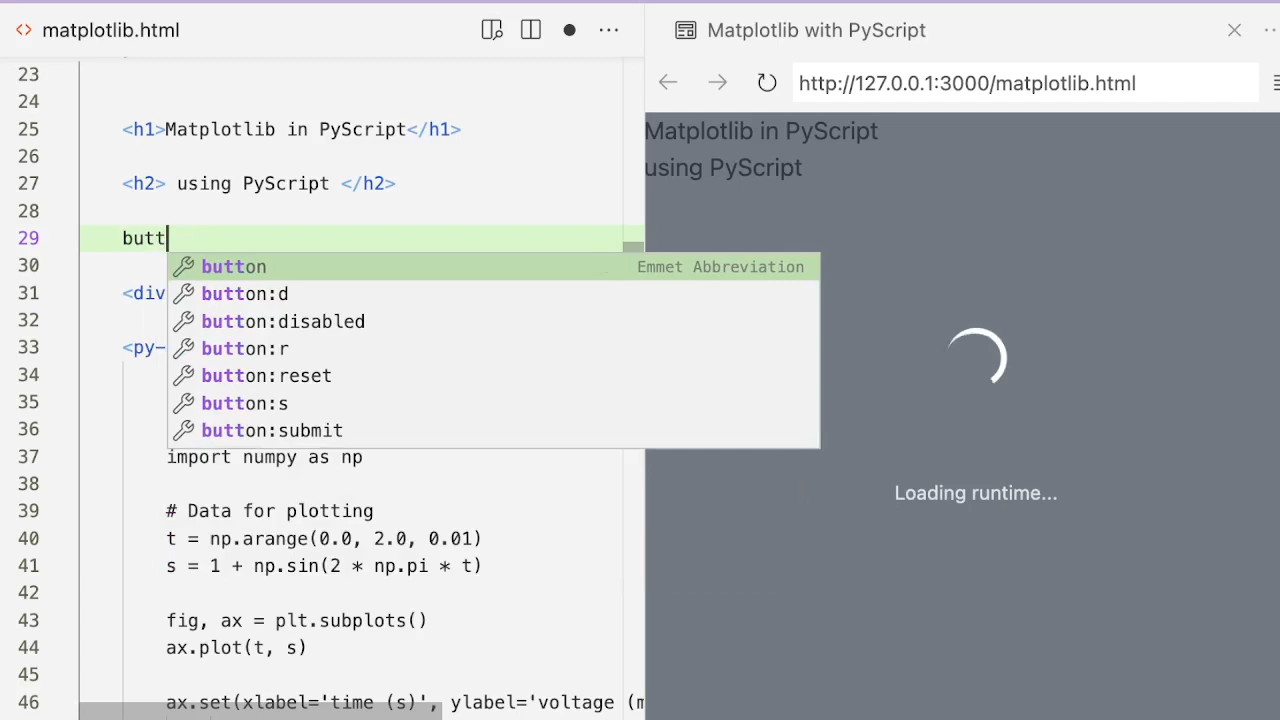 matplotlib.html
23
24
25 <h1>Matplotlib in PyScript</h1>
26
27 <h2> using PyScript </h2>
28
29 butt
30
31 <div
32
33 <py-
34
35
36
37 import numpy as np
38
39 # Data for plotting
40 t = np.arange(0.0, 2.0, 0.01)
41 s = 1 + np.sin(2 * np.pi * t)
42
43 fig, ax = plt.subplots()
44 ax.plot(t, s)
45
46 ax.set(xlabel='time (s)', ylabel='voltage (m
button Emmet Abbreviation
button:d
button:disabled
button:r
button:reset
button:s
button:submit
Matplotlib with PyScript
http://127.0.0.1:3000/matplotlib.html
Matplotlib in PyScript
using PyScript
Loading runtime...